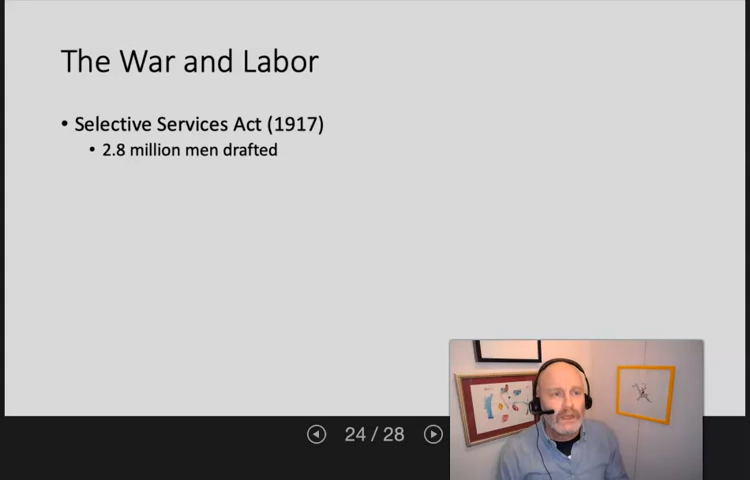 The War and Labor
• Selective Services Act (1917)
• 2.8 million men drafted
24 / 28